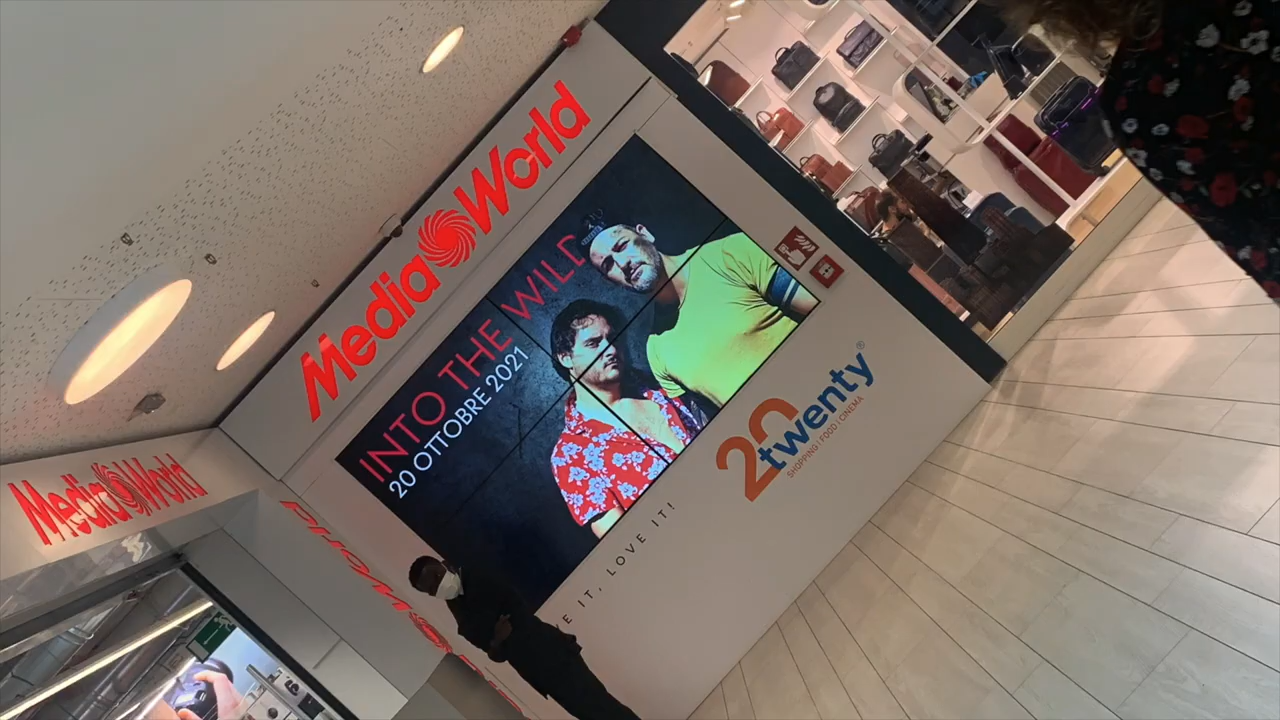 MediaWorld
INTO THE WILD
20 OTTOBRE 2021
20twenty®
SHOPPING / FOOD / CINEMA
IT, LOVE IT!
MediaWorld